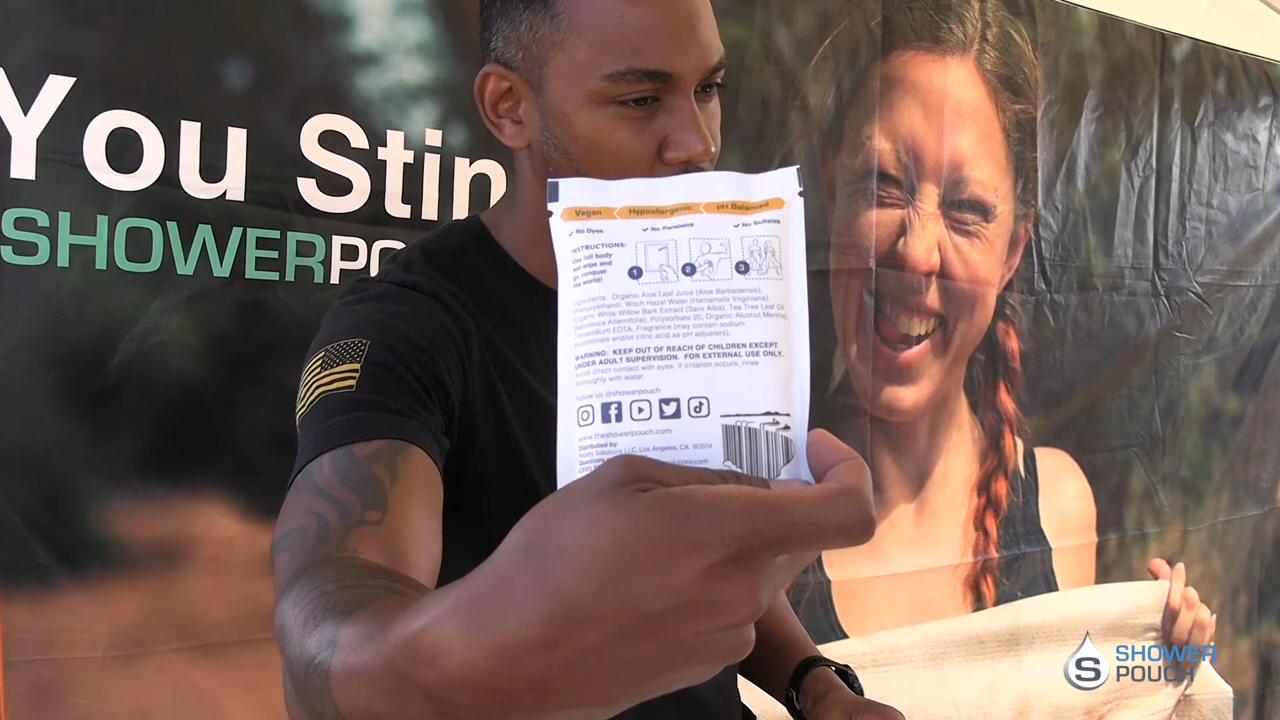 You Stin
SHOWERPO
Vegan Hypoallergenic pH Balanced
✓ No Dyes ✓ No Parabens ✓ No Sulfates
INSTRUCTIONS:
Use full body
wipe and
conquer
the world!
1 2 3
Ingredients: Organic Aloe Leaf Juice (Aloe Barbadensis),
Witch Hazel Water (Hamamelis Virginiana),
Organic White Willow Bark Extract (Salix Alba), Tea Tree Leaf Oil
Alternifolia), Polysorbate 20, Organic Alcohol, Menthol,
EDTA, Fragrance (may contain sodium
and/or citric acid as pH adjusters).
WARNING: KEEP OUT OF REACH OF CHILDREN EXCEPT
UNDER ADULT SUPERVISION. FOR EXTERNAL USE ONLY.
Avoid direct contact with eyes. If irritation occurs, rinse
thoroughly with water.
Follow us @showerpouch
www.theshowerpouch.com
Distributed by:
Solutions LLC, Los Angeles, CA. 90504
Questions
S SHOWER
POUCH